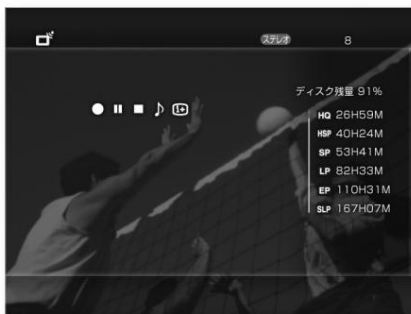 ステレオ 8
ディスク残量 91%
HQ 26H59M
HSP 40H24M
SP 53H41M
LP 82H33M
EP 110H31M
SLP 167H07M
1+